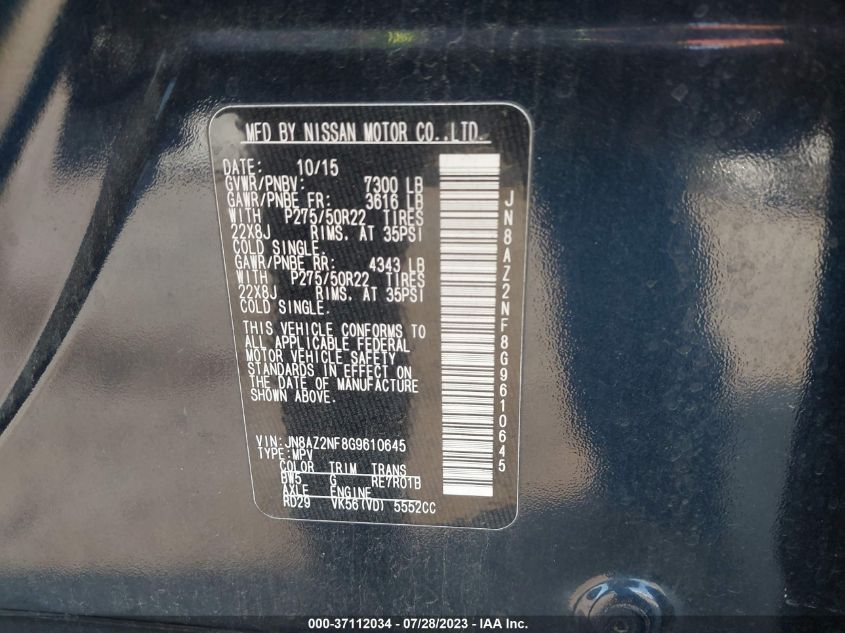 MFD BY NISSAN MOTOR CO.,LTD.
DATE: 10/15
GVWR/PNBV: 7300 LB
GAWR/PNBE FR: 3616 LB
WITH P275/50R22 TIRES
22X8J RIMS. AT 35PSI
COLD SINGLE.
GAWR/PNBE RR: 4343 LB
WITH P275/50R22 TIRES
22X8J RIMS. AT 35PSI
COLD SINGLE.
THIS VEHICLE CONFORMS TO
ALL APPLICABLE FEDERAL
MOTOR VEHICLE SAFETY
STANDARDS IN EFFECT ON
THE DATE OF MANUFACTURE
SHOWN ABOVE.
VIN:JN8AZ2NF8G9610645
TYPE:MPV
COLOR TRIM TRANS
BW5 G RE7R01B
AXLE ENGINE
RD29 VK56(VD) 5552CC
JN8AZ2NF8G9610645
000-37112034 / 07/28/2023 / IAA Inc.